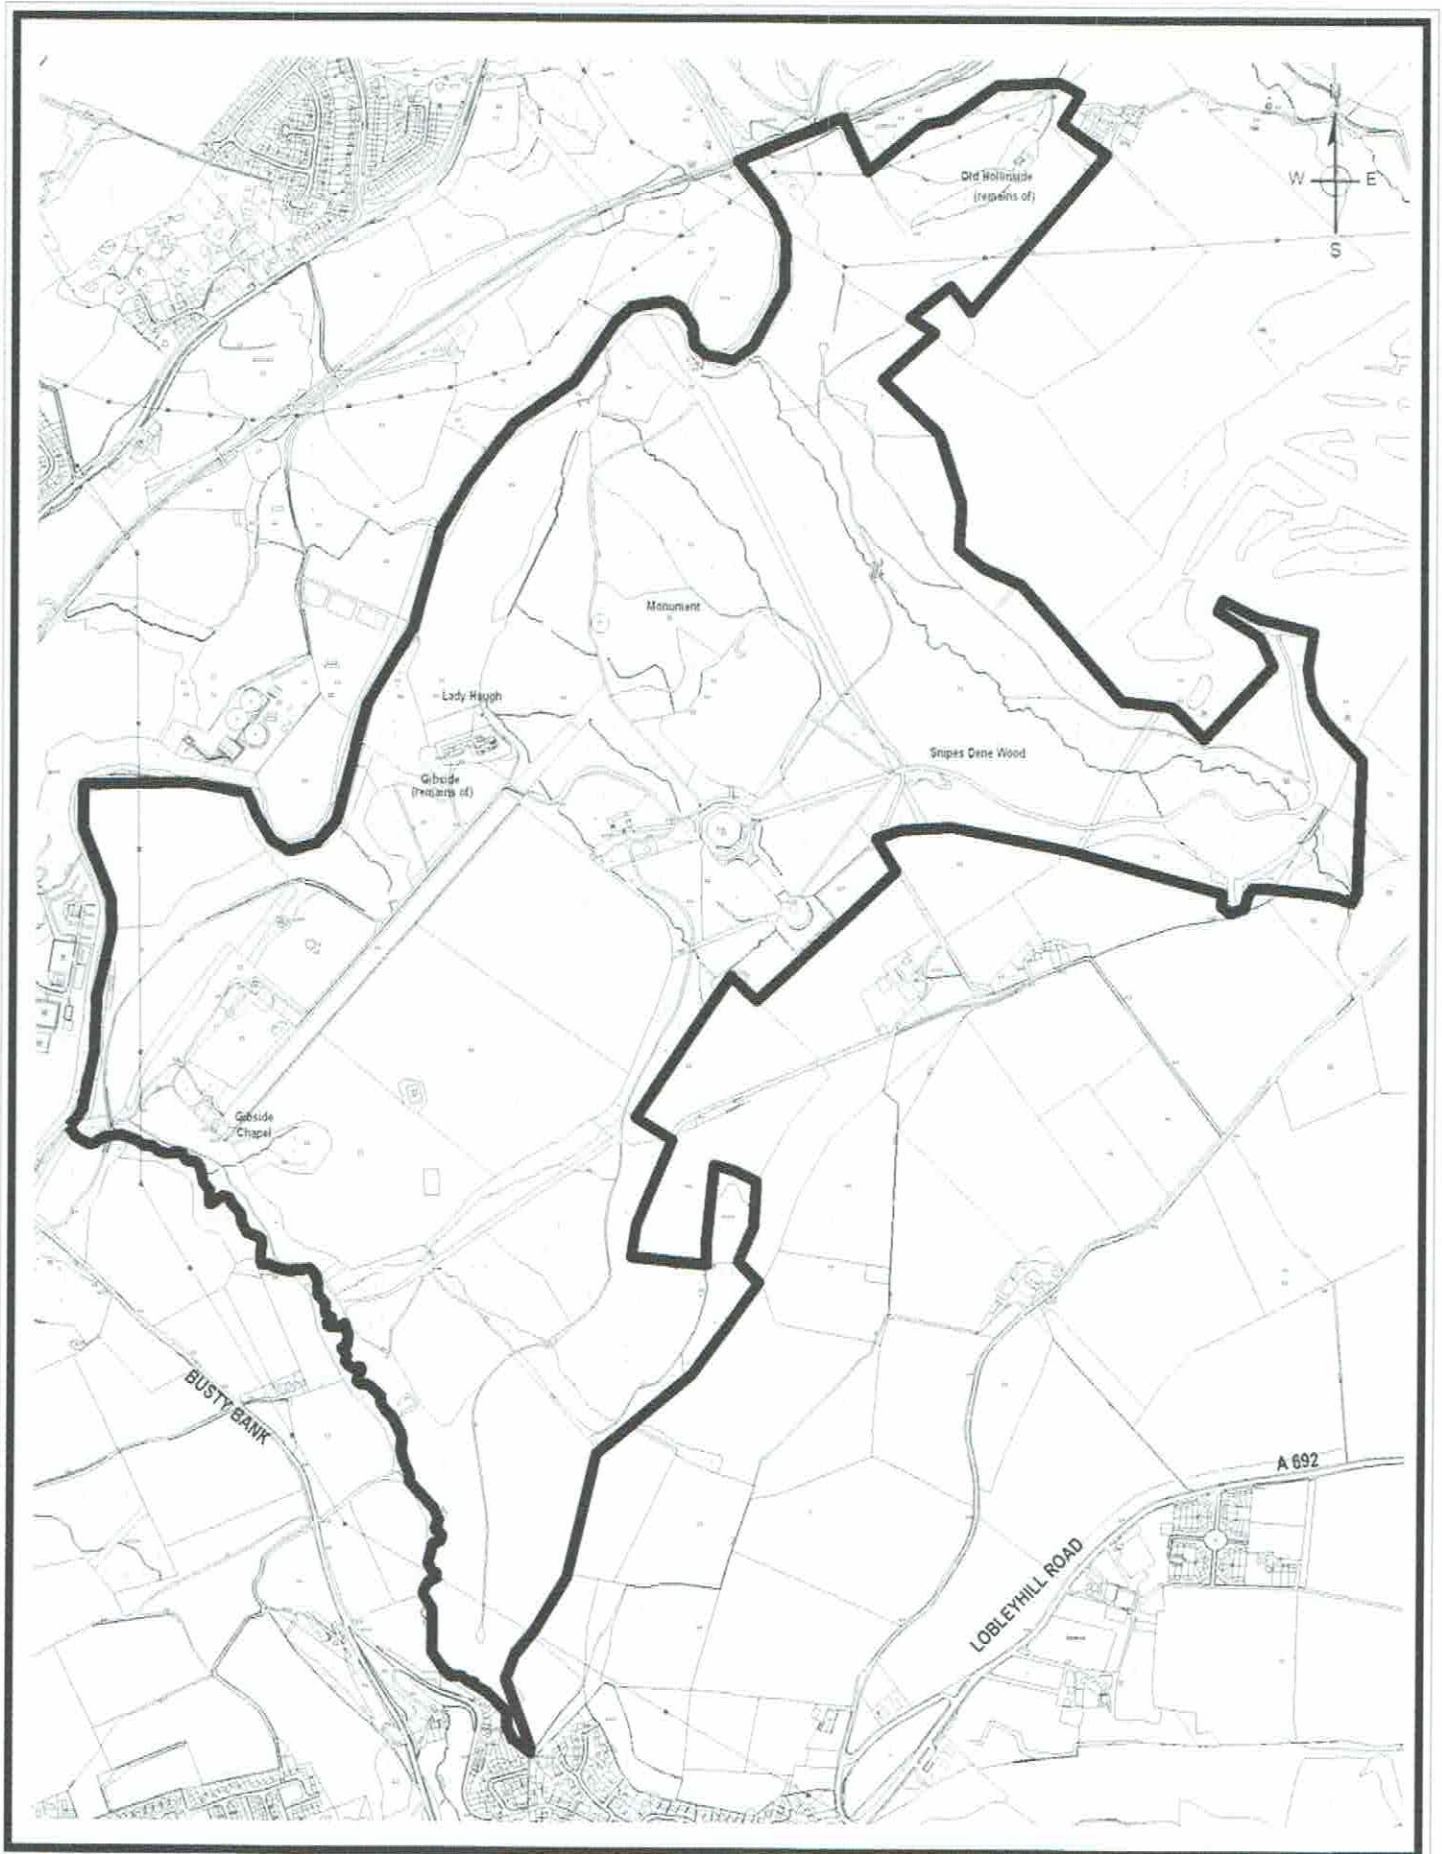 Old Hollinside
(remains of)
N
W E
S
Monument
Lady Haugh
Snipes Dene Wood
Gibside
(remains of)
Gibside
Chapel
BUSTY BANK
A 692
LOBLEYHILL ROAD